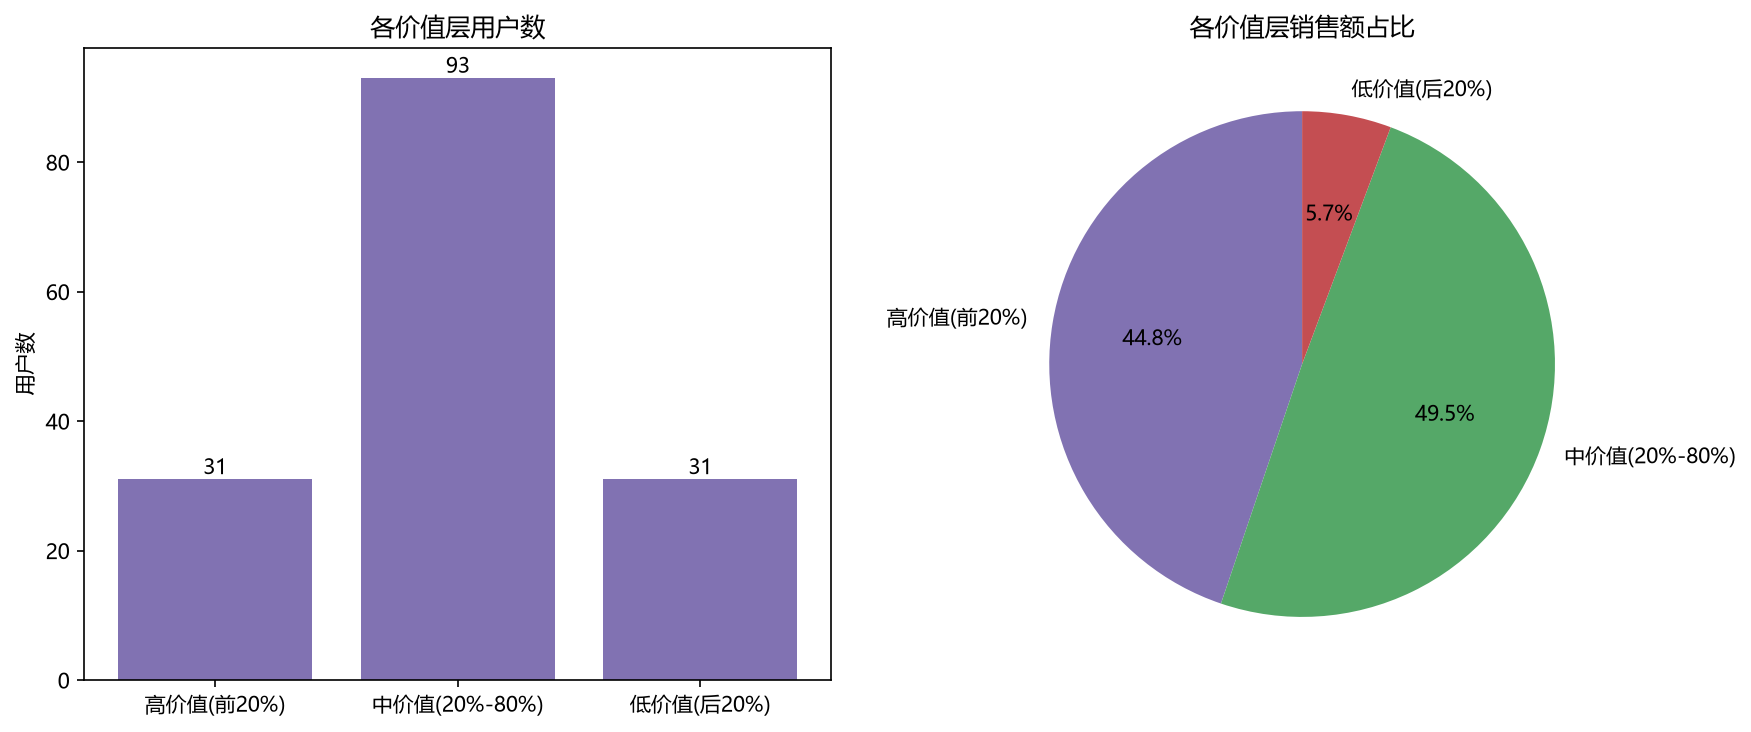 各价值层用户数
93
31
31
80
60
40
20
0
用户数
高价值(前20%)
中价值(20%-80%)
低价值(后20%)
各价值层销售额占比
低价值(后20%)
5.7%
高价值(前20%)
44.8%
49.5%
中价值(20%-80%)